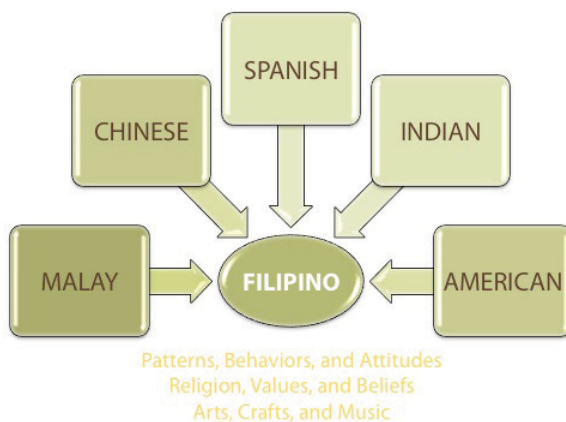 SPANISH
CHINESE
INDIAN
MALAY
FILIPINO
AMERICAN
Patterns, Behaviors, and Attitudes
Religion, Values, and Beliefs
Arts, Crafts, and Music